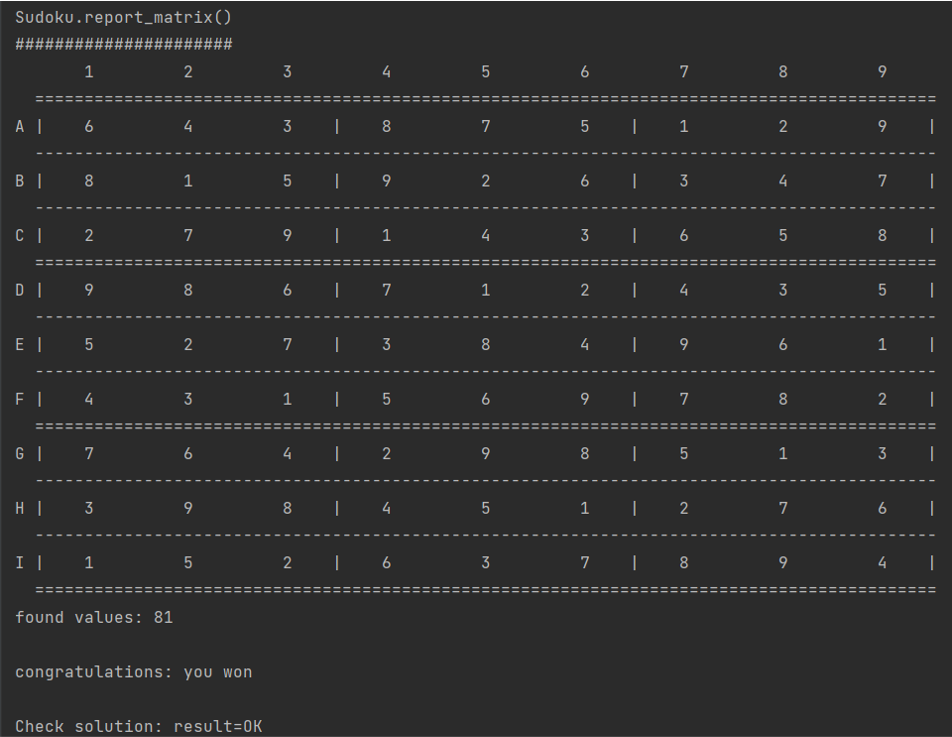 Sudoku.report_matrix()
######################
1 2 3 4 5 6 7 8 9
===========================================================================================
A | 6 4 3 | 8 7 5 | 1 2 9 |
-------------------------------------------------------------------------------------------
B | 8 1 5 | 9 2 6 | 3 4 7 |
-------------------------------------------------------------------------------------------
C | 2 7 9 | 1 4 3 | 6 5 8 |
===========================================================================================
D | 9 8 6 | 7 1 2 | 4 3 5 |
-------------------------------------------------------------------------------------------
E | 5 2 7 | 3 8 4 | 9 6 1 |
-------------------------------------------------------------------------------------------
F | 4 3 1 | 5 6 9 | 7 8 2 |
===========================================================================================
G | 7 6 4 | 2 9 8 | 5 1 3 |
-------------------------------------------------------------------------------------------
H | 3 9 8 | 4 5 1 | 2 7 6 |
-------------------------------------------------------------------------------------------
I | 1 5 2 | 6 3 7 | 8 9 4 |
===========================================================================================
found values: 81
congratulations: you won
Check solution: result=OK